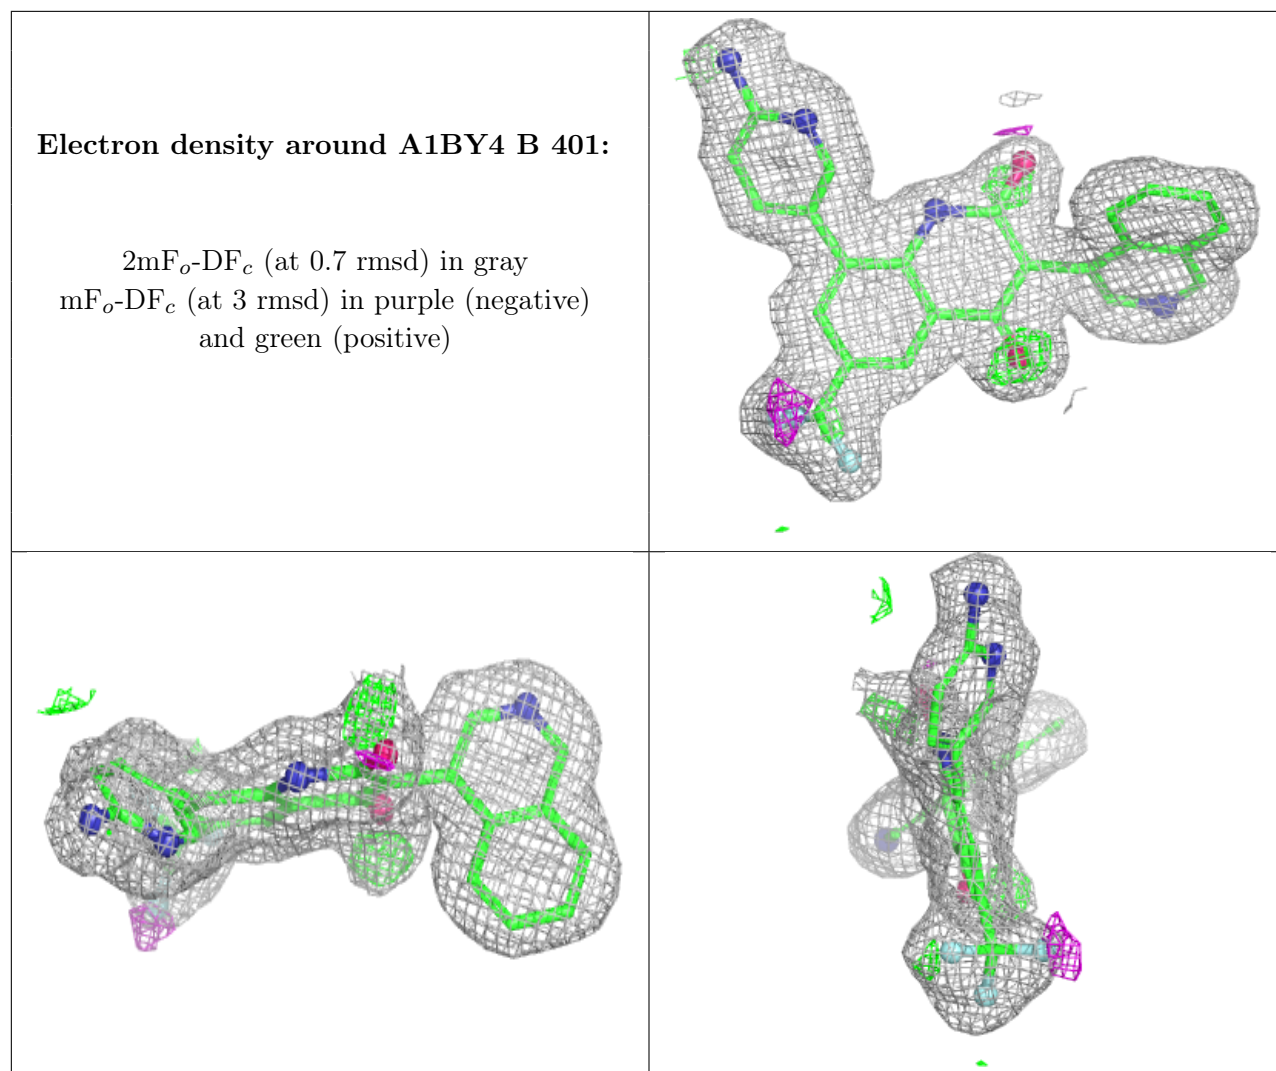 Electron density around A1BY4 B 401:
2mFₒ-DF𝒸 (at 0.7 rmsd) in gray
mFₒ-DF𝒸 (at 3 rmsd) in purple (negative)
and green (positive)